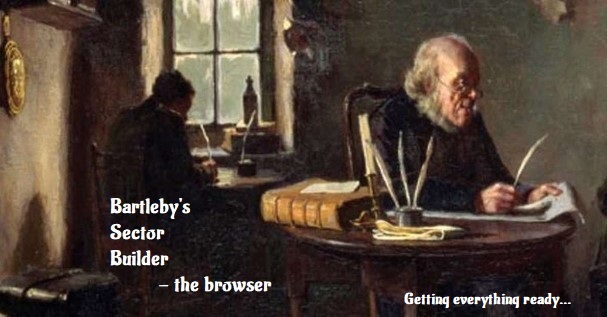 Bartleby's
Sector
Builder
– the browser
Getting everything ready...